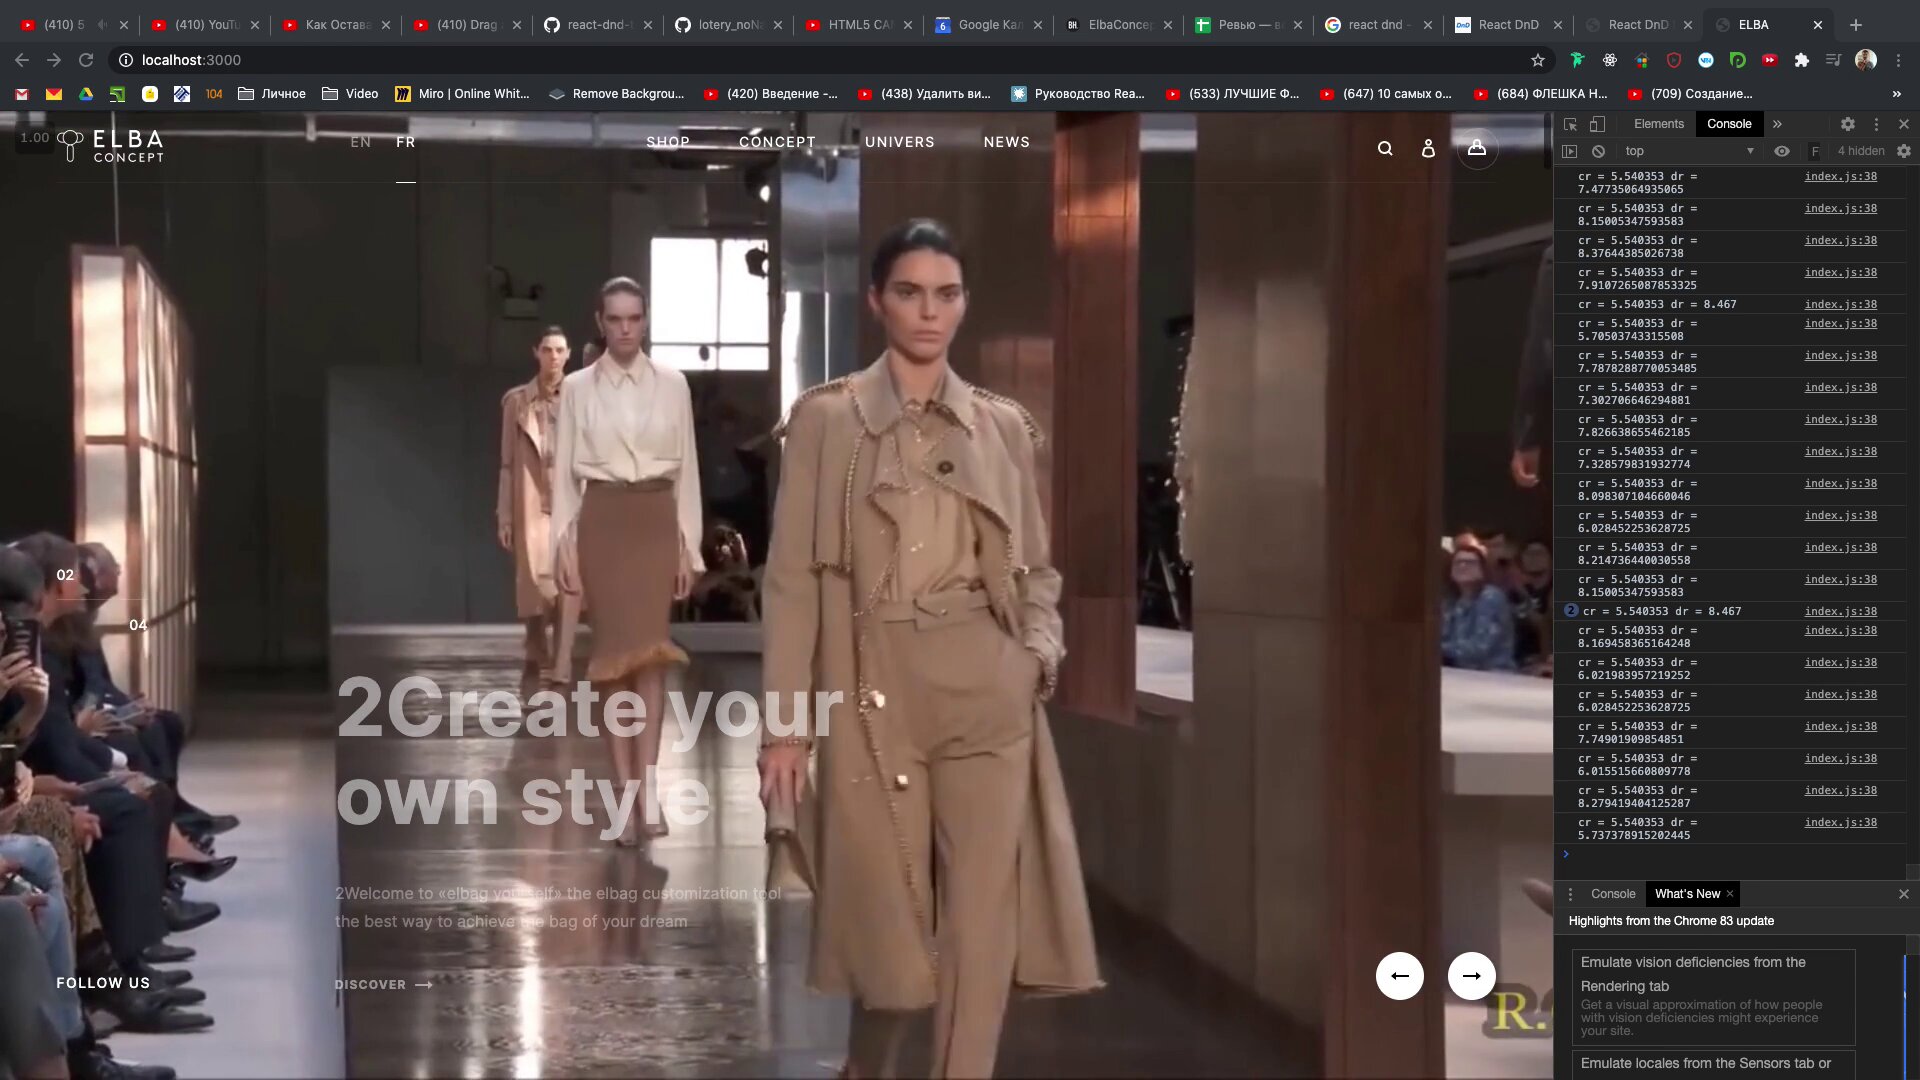 (410) 5
(410) YouTu
Как Остава
(410) Drag
react-dnd-
lotery_noN
HTML5 CA
Google Кал
ElbaConcep
Ревью — в
react dnd -
React DnD
React DnD
ELBA
localhost:3000
104
Личное
Video
Miro | Online Whit...
Remove Backgrou...
(420) Введение -...
(438) Удалить ви...
Руководство Rea...
(533) ЛУЧШИЕ Ф...
(647) 10 самых о...
(684) ФЛЕШКА Н...
(709) Создание...
»
1.00
ELBA
CONCEPT
EN
FR
SHOP
CONCEPT
UNIVERS
NEWS
02
04
2Create your
own style
2Welcome to «elbag yourself» the elbag customization tool
the best way to achieve the bag of your dream
DISCOVER
FOLLOW US
R.
Elements
Console
»
top
F
4 hidden
cr = 5.540353 dr = index.js:38
7.47735064935065
cr = 5.540353 dr = index.js:38
8.15005347593583
cr = 5.540353 dr = index.js:38
8.37644385026738
cr = 5.540353 dr = index.js:38
7.9107265087853325
cr = 5.540353 dr = 8.467 index.js:38
cr = 5.540353 dr = index.js:38
5.70503743315508
cr = 5.540353 dr = index.js:38
7.7878288770053485
cr = 5.540353 dr = index.js:38
7.302706646294881
cr = 5.540353 dr = index.js:38
7.826638655462185
cr = 5.540353 dr = index.js:38
7.328579831932774
cr = 5.540353 dr = index.js:38
8.098307104660046
cr = 5.540353 dr = index.js:38
6.028452253628725
cr = 5.540353 dr = index.js:38
8.214736440030558
cr = 5.540353 dr = index.js:38
8.15005347593583
2 cr = 5.540353 dr = 8.467 index.js:38
cr = 5.540353 dr = index.js:38
8.169458365164248
cr = 5.540353 dr = index.js:38
6.021983957219252
cr = 5.540353 dr = index.js:38
6.028452253628725
cr = 5.540353 dr = index.js:38
7.74901909854851
cr = 5.540353 dr = index.js:38
6.015515660809778
cr = 5.540353 dr = index.js:38
8.279419404125287
cr = 5.540353 dr = index.js:38
5.737378915202445
Console
What's New
Highlights from the Chrome 83 update
Emulate vision deficiencies from the
Rendering tab
Get a visual approximation of how people
with vision deficiencies might experience
your site.
Emulate locales from the Sensors tab or